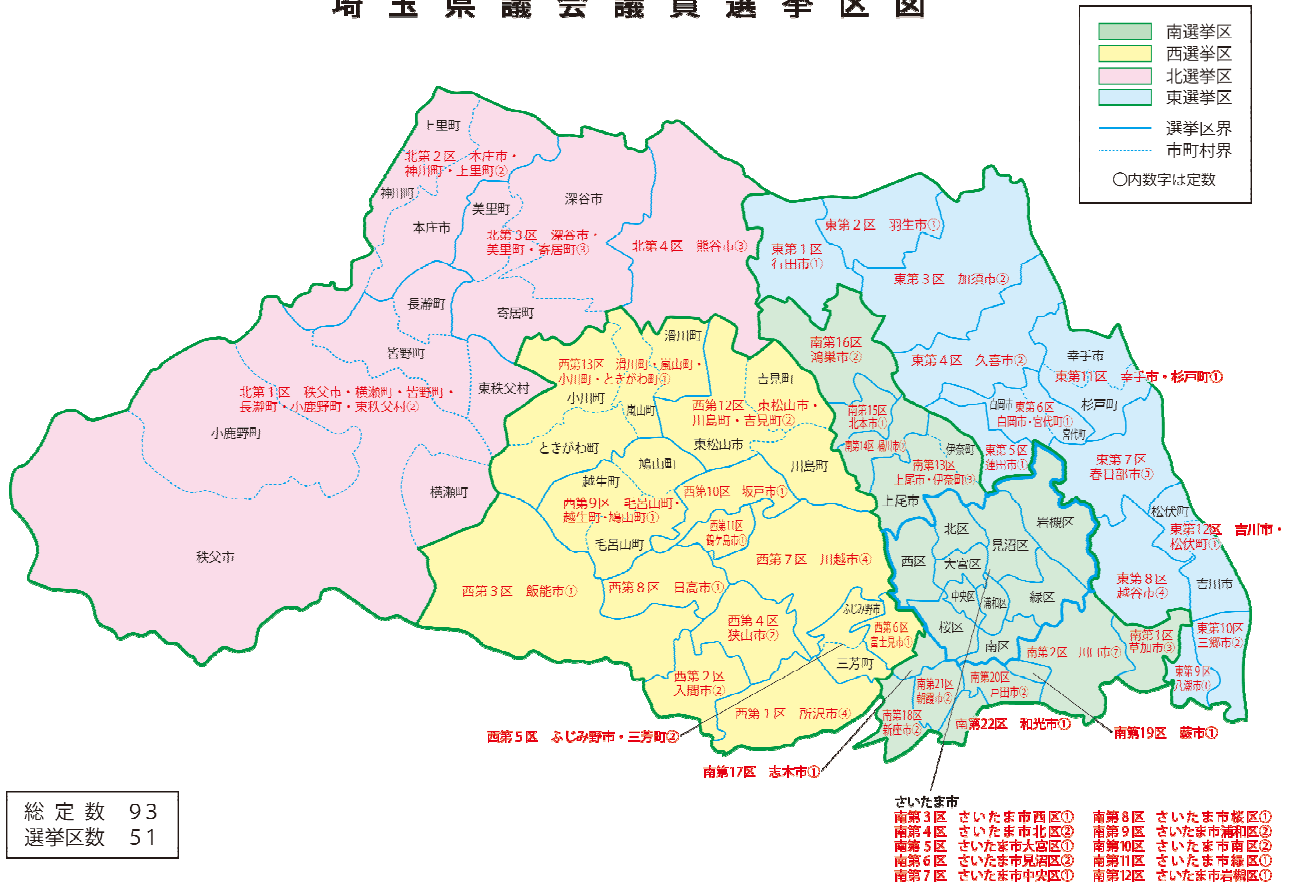 埼玉県議会議員選挙区図
南選挙区
西選挙区
北選挙区
東選挙区
選挙区界
市町村界
○内数字は定数
上里町
北第2区 本庄市・
神川町・上里町②
神川町
本庄市
美里町
深谷市
北第3区 深谷市・
美里町・寄居町③
北第4区 熊谷市③
長瀞町
寄居町
皆野町
東秩父村
北第1区 秩父市・横瀬町・皆野町・
長瀞町・小鹿野町・東秩父村②
小鹿野町
横瀬町
秩父市
東第1区
行田市①
東第2区 羽生市①
東第3区 加須市②
東第4区 久喜市②
幸手市
東第11区 幸手市・杉戸町①
杉戸町
白岡市
東第6区
白岡市・宮代町①
宮代町
東第5区
蓮田市①
東第7区
春日部市③
松伏町
東第12区 吉川市・
松伏町①
東第8区
越谷市④
吉川市
東第10区
三郷市②
東第9区
八潮市①
滑川町
西第13区 滑川町・嵐山町・
小川町・ときがわ町①
小川町
嵐山町
吉見町
西第12区 東松山市・
川島町・吉見町②
東松山市
ときがわ町
鳩山町
川島町
越生町
西第9区 毛呂山町・
越生町・鳩山町①
毛呂山町
西第10区 坂戸市①
西第11区
鶴ケ島市①
西第7区 川越市④
西第3区 飯能市①
西第8区 日高市①
西第4区
狭山市②
ふじみ野市
西第6区
富士見市①
三芳町
西第2区
入間市②
西第1区 所沢市④
西第5区 ふじみ野市・三芳町②
南第16区
鴻巣市②
南第15区
北本市①
南第14区 桶川市①
伊奈町
南第13区
上尾市・伊奈町③
上尾市
北区
岩槻区
見沼区
西区
大宮区
中央区
浦和区
緑区
桜区
南区
南第2区 川口市⑦
南第1区
草加市③
南第20区
戸田市②
南第21区
朝霞市②
南第18区
新座市②
南第22区 和光市①
南第19区 蕨市①
南第17区 志木市①
さいたま市
南第3区 さいたま市西区①
南第4区 さいたま市北区②
南第5区 さいたま市大宮区①
南第6区 さいたま市見沼区②
南第7区 さいたま市中央区①
南第8区 さいたま市桜区①
南第9区 さいたま市浦和区②
南第10区 さいたま市南区②
南第11区 さいたま市緑区①
南第12区 さいたま市岩槻区①
総定数 93
選挙区数 51